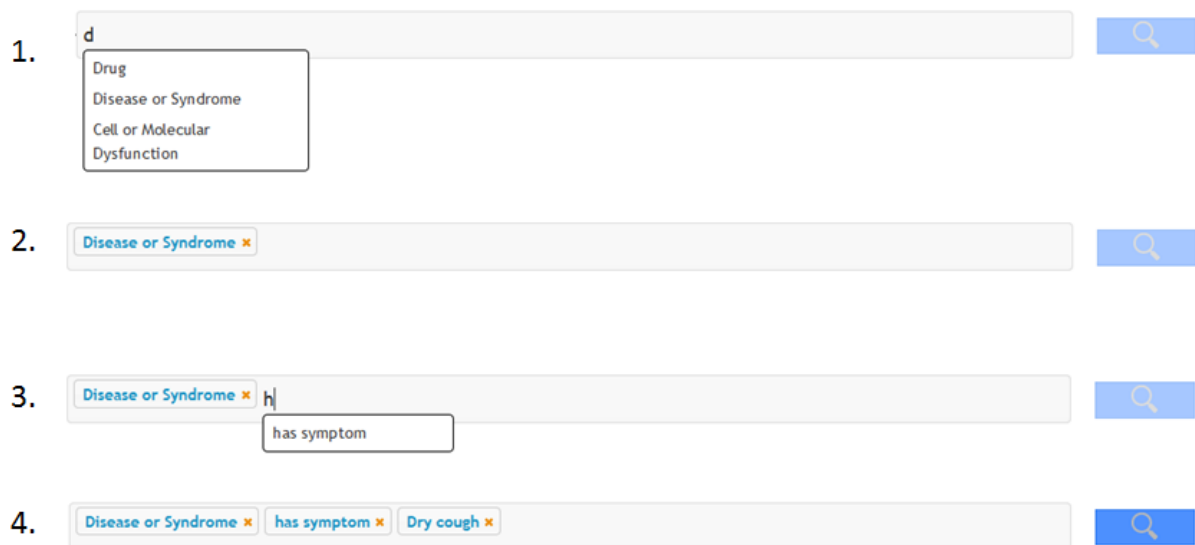 1.
d
Drug
Disease or Syndrome
Cell or Molecular
Dysfunction
2.
Disease or Syndrome ×
3.
Disease or Syndrome × h
has symptom
4.
Disease or Syndrome × has symptom × Dry cough ×